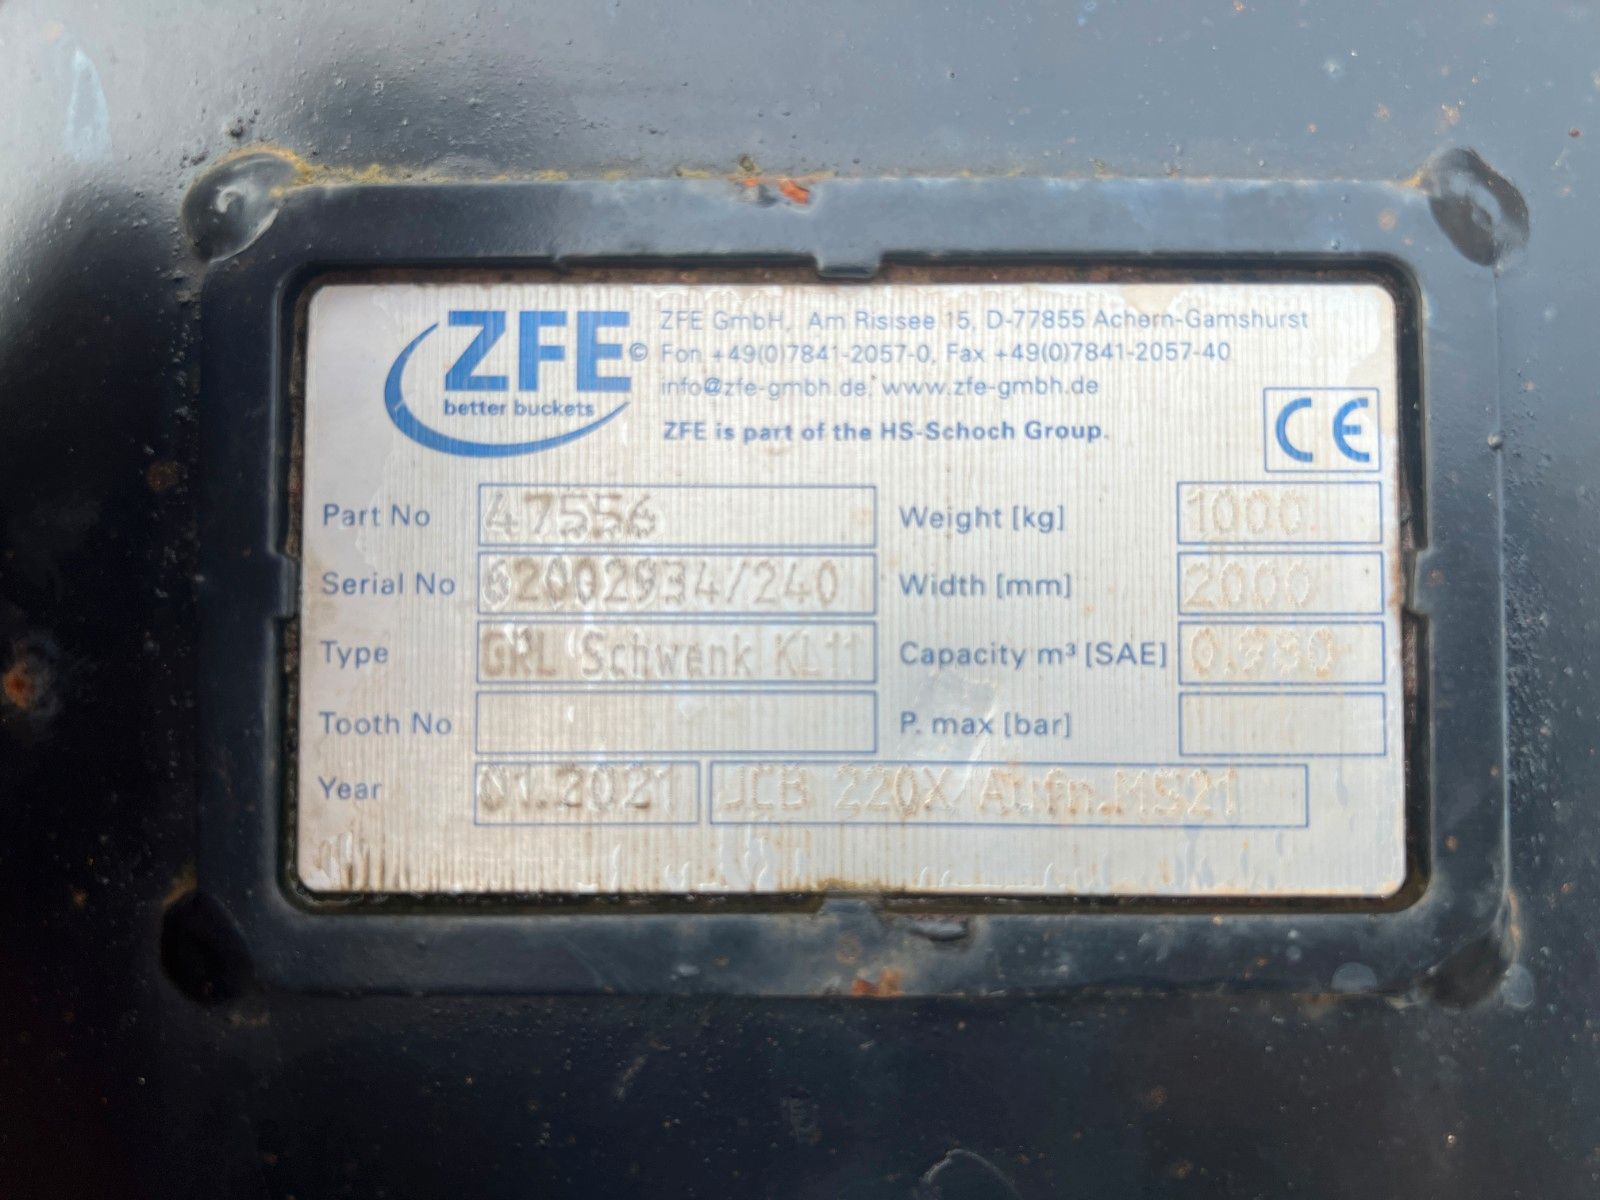 ZFE ©
better buckets
ZFE GmbH, Am Risisee 15, D-77855 Achern-Gamshurst
Fon +49(0)7841-2057-0, Fax +49(0)7841-2057-40
info@zfe-gmbh.de, www.zfe-gmbh.de
ZFE is part of the HS-Schoch Group.
CE
Part No 47556 Weight [kg] 1000
Serial No 62002934/240 Width [mm] 2000
Type GRL Schwenk KL11 Capacity m³ [SAE]
Tooth No P. max [bar]
Year 01.2021 JCB 220X/Aufn.MS21